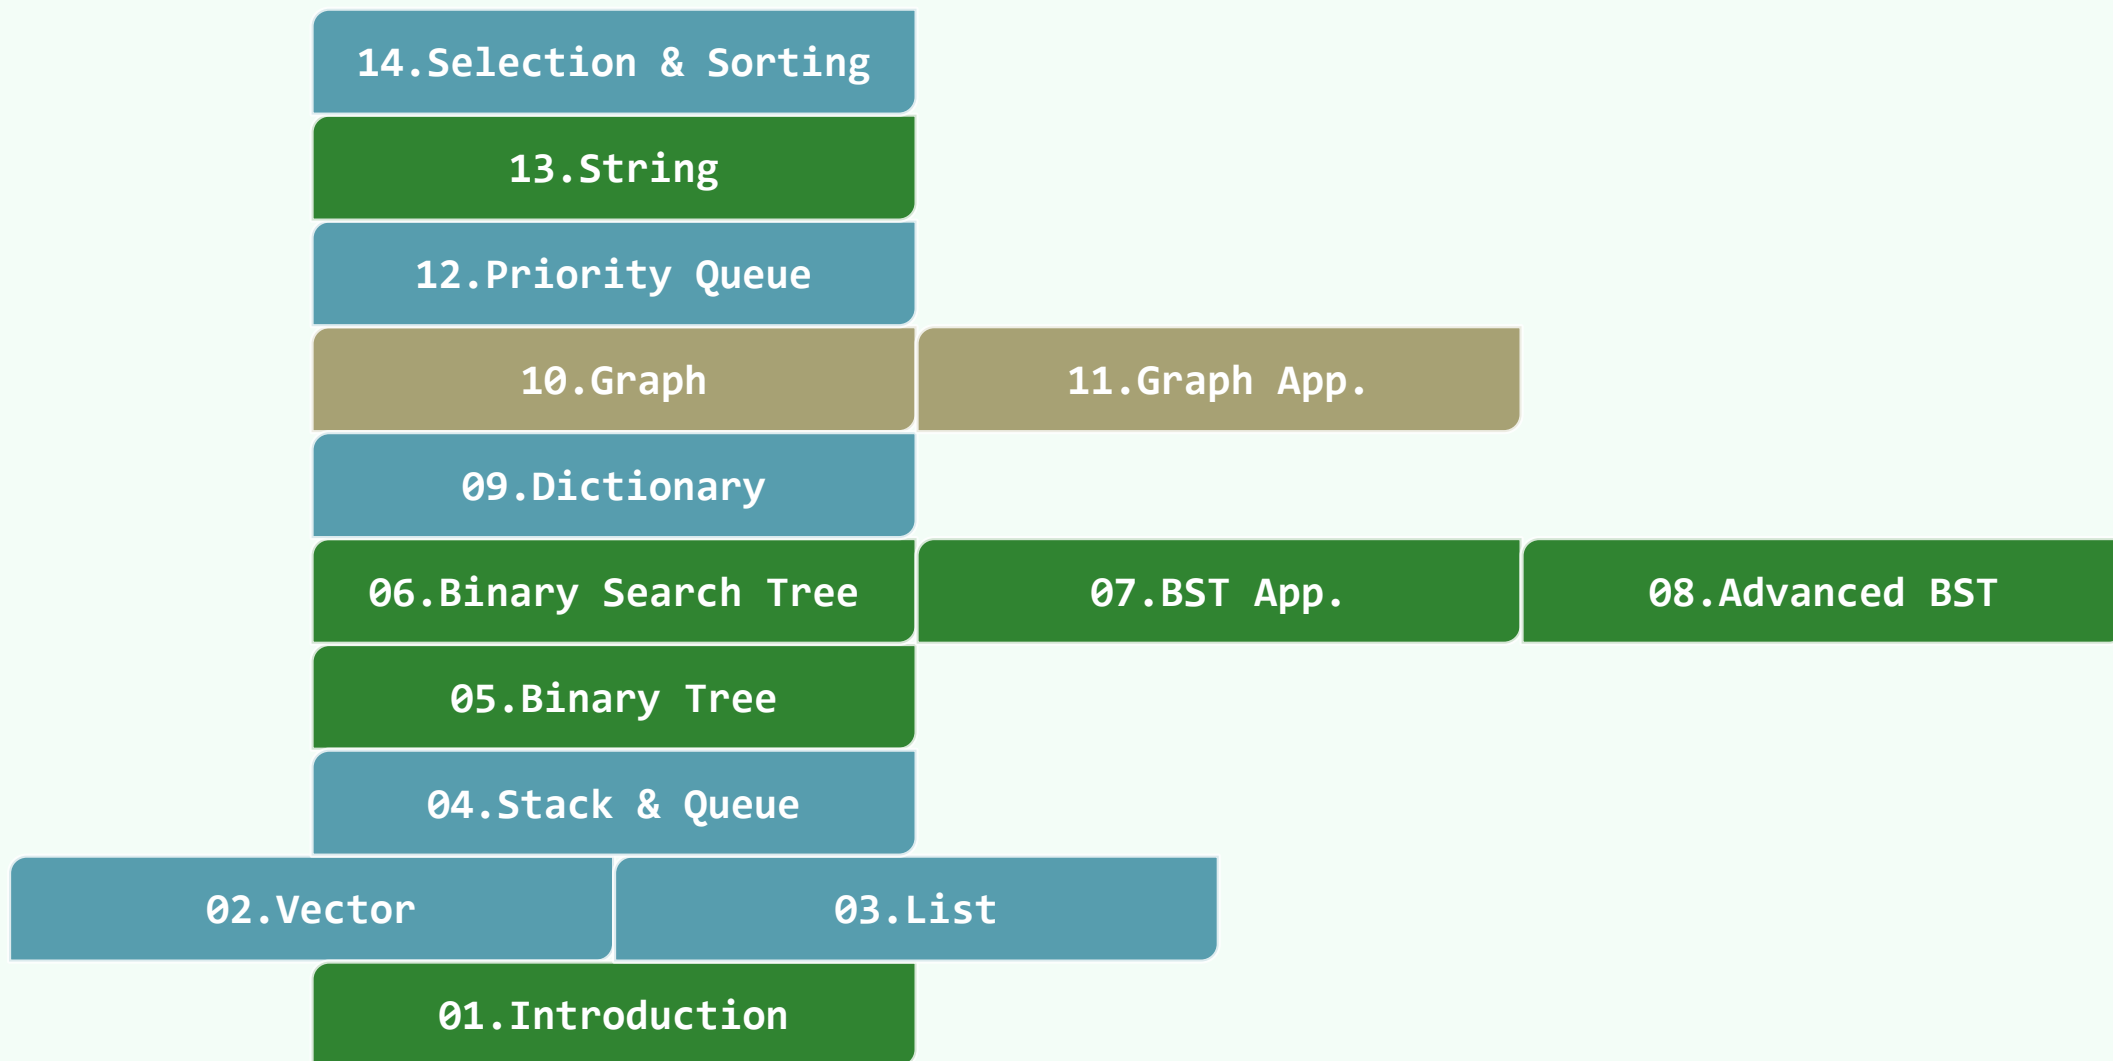 14.Selection & Sorting
13.String
12.Priority Queue
10.Graph
11.Graph App.
09.Dictionary
06.Binary Search Tree
07.BST App.
08.Advanced BST
05.Binary Tree
04.Stack & Queue
02.Vector
03.List
01.Introduction